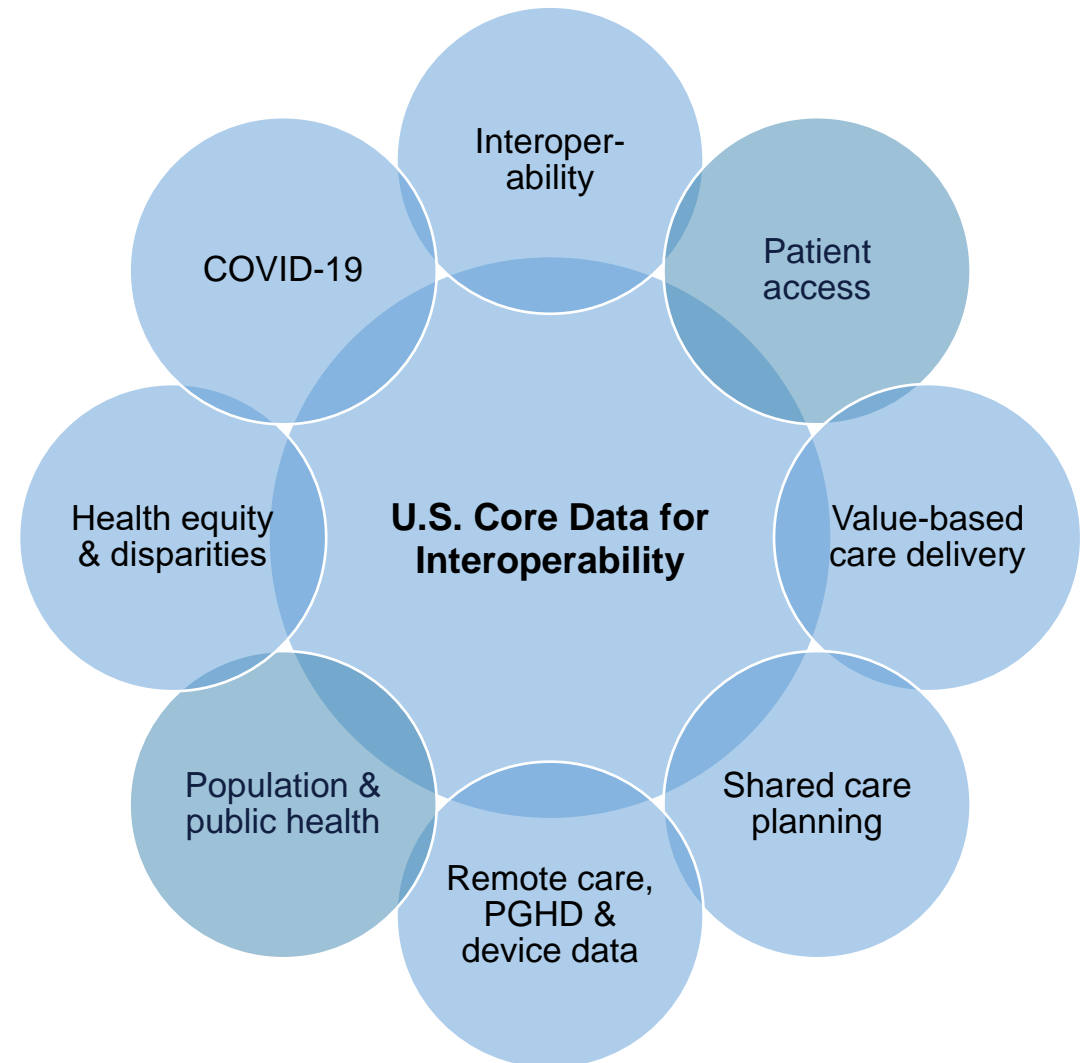 Interoper-
ability
Patient
access
Value-based
care delivery
Shared care
planning
Remote care,
PGHD &
device data
Population &
public health
Health equity
& disparities
COVID-19
U.S. Core Data for
Interoperability